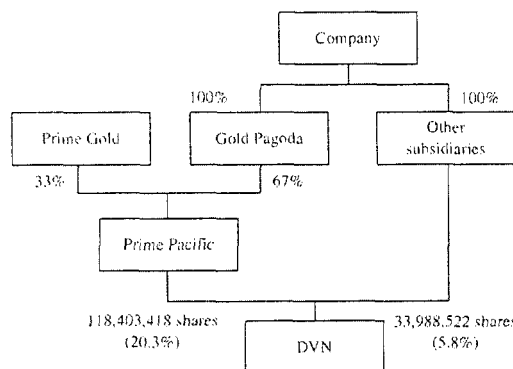 Company
100%
100%
Prime Gold
Gold Pagoda
Other
subsidiaries
33%
67%
Prime Pacific
118,403,418 shares
(20.3%)
33,988,522 shares
(5.8%)
DVN